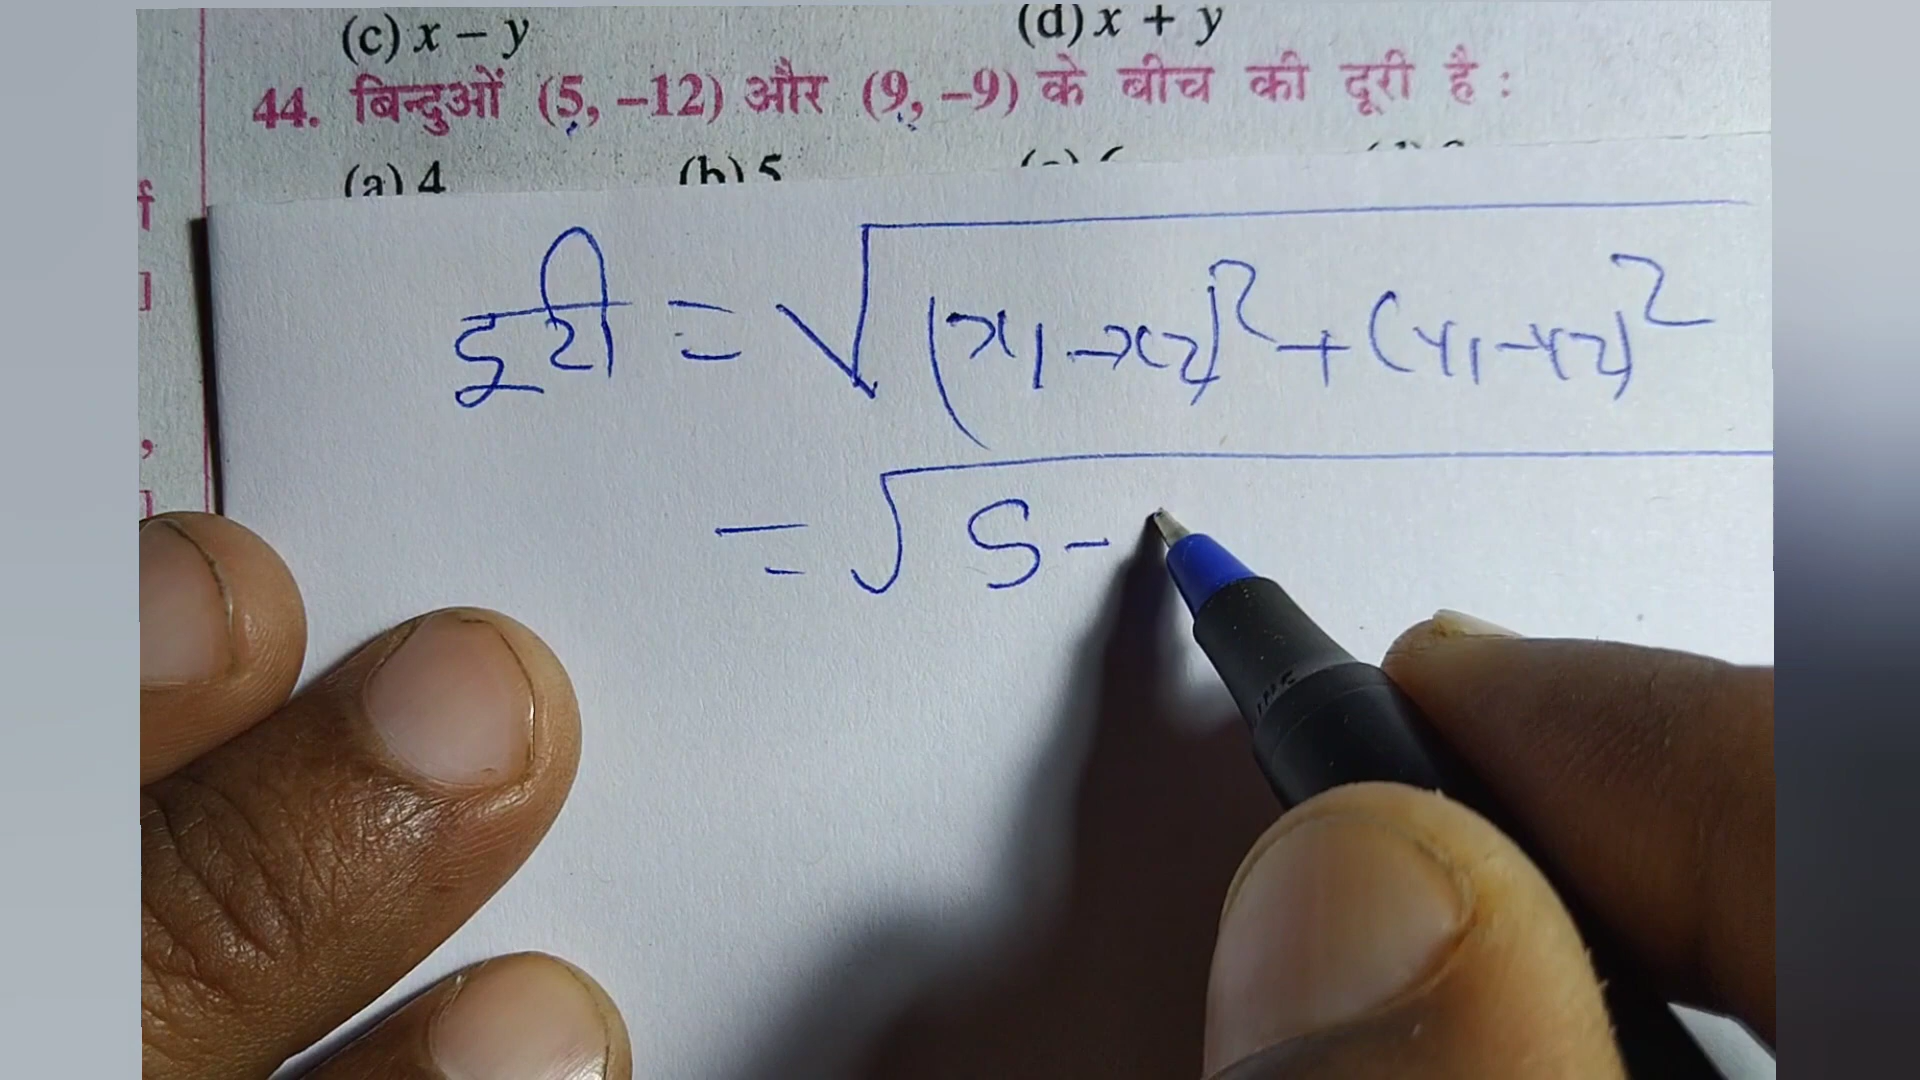 (c) x – y (d) x + y
44. बिन्दुओं (5, –12) और (9, –9) के बीच की दूरी है :
(a) 4 (b) 5
दूरी = √(x1 - x2)² + (y1 - y2)²
= √5 -